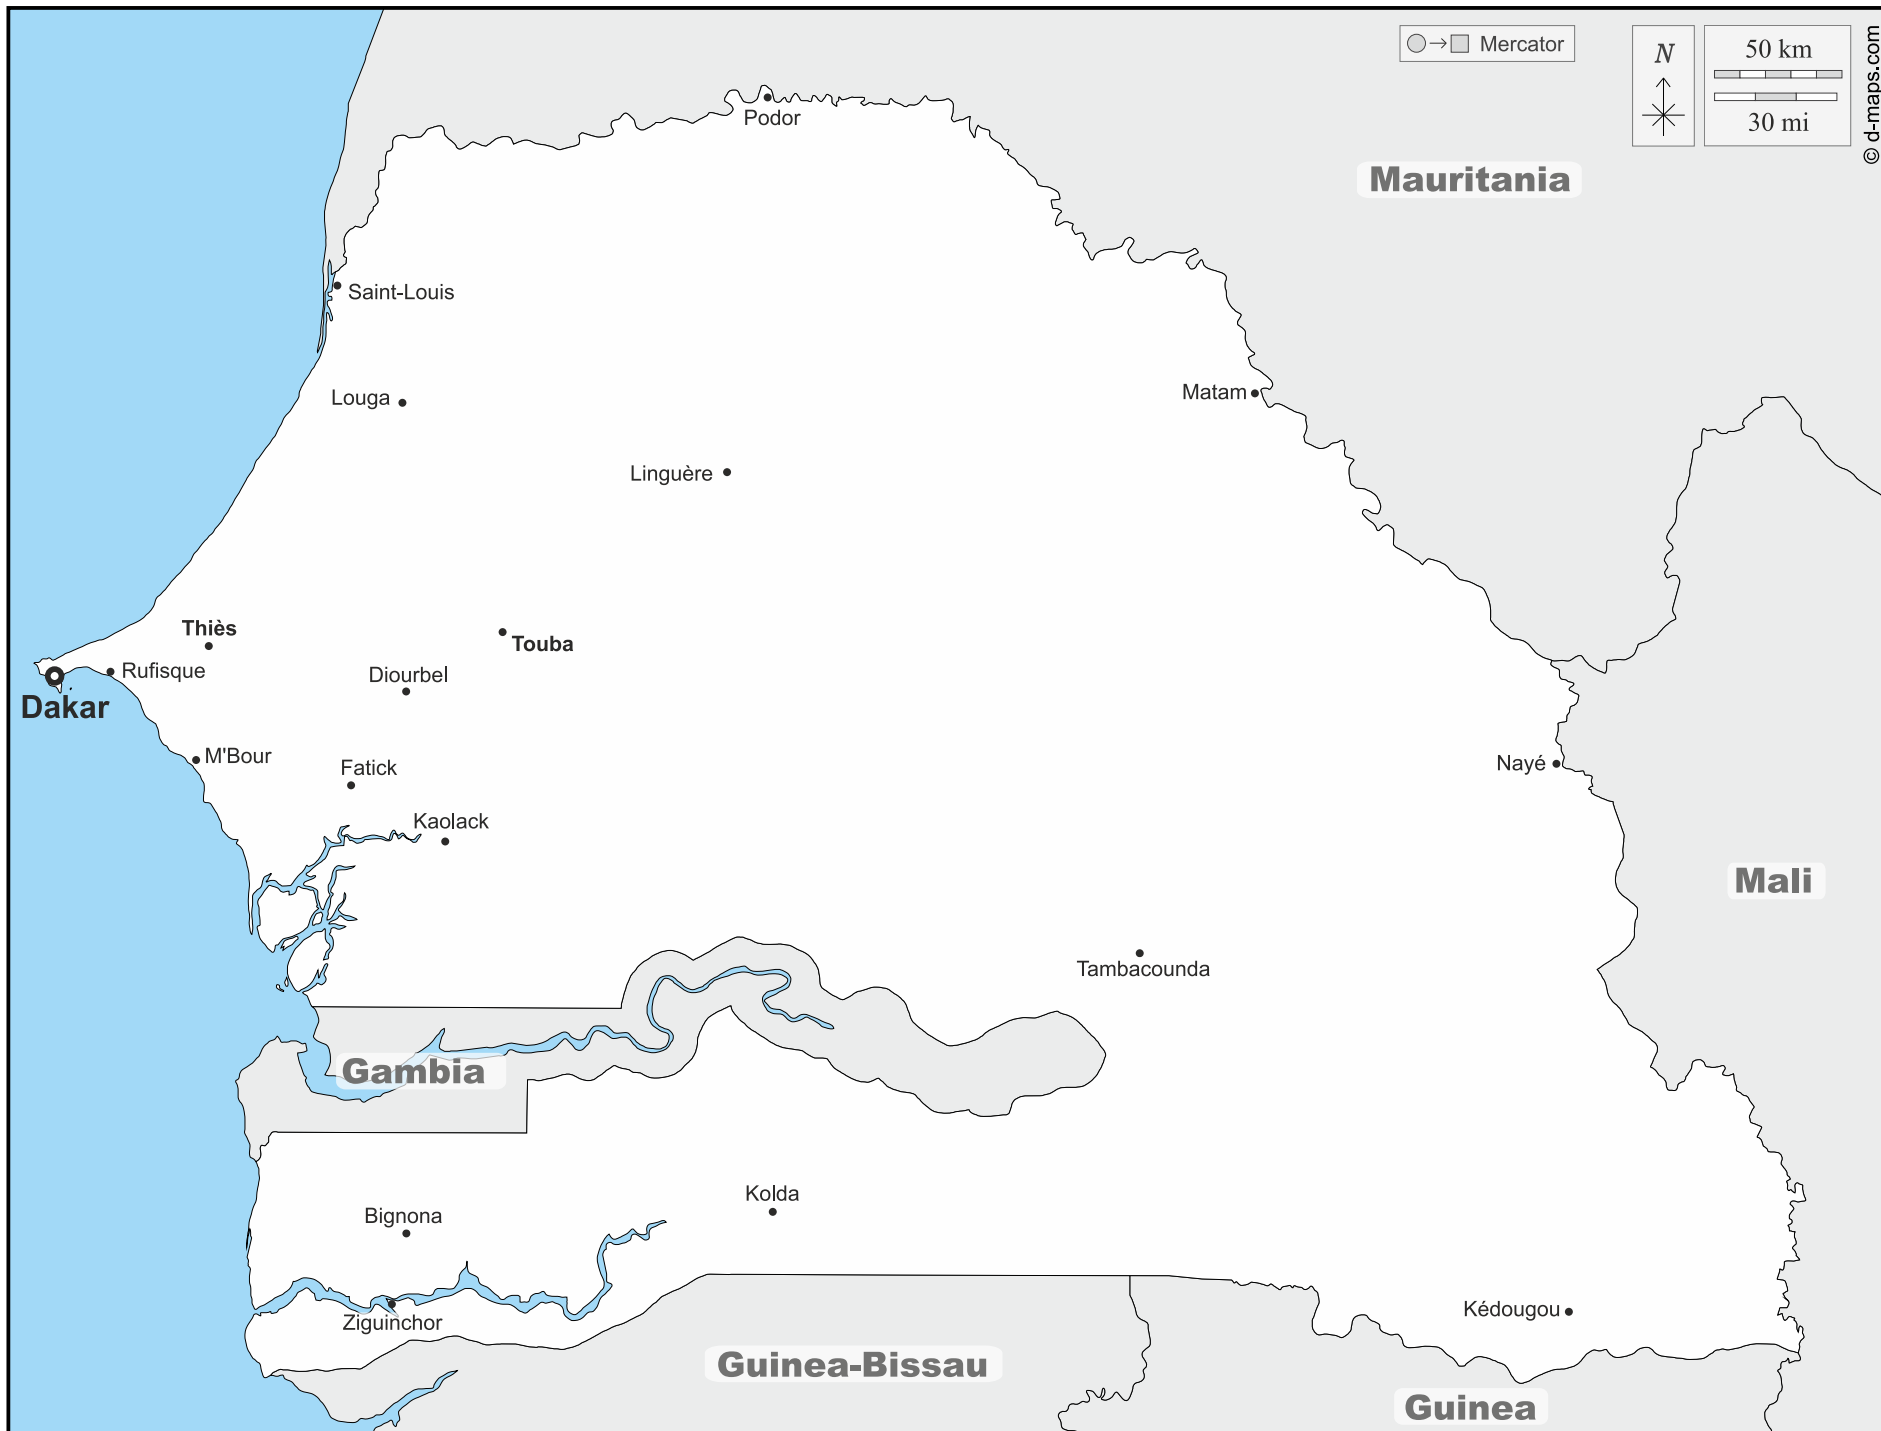 Mercator
N
50 km
30 mi
© d-maps.com
Podor
Mauritania
Saint-Louis
Louga
Matam
Linguère
Thiès
Touba
Rufisque
Diourbel
Dakar
M'Bour
Nayé
Fatick
Kaolack
Mali
Tambacounda
Gambia
Kolda
Bignona
Kédougou
Ziguinchor
Guinea-Bissau
Guinea